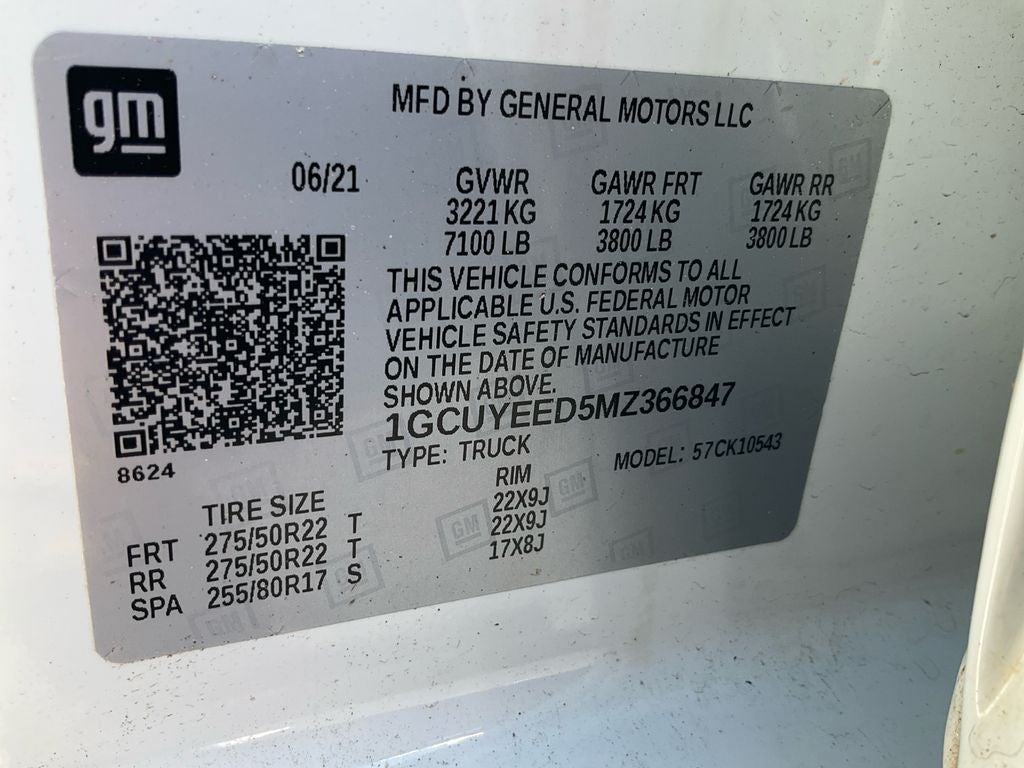 gm
MFD BY GENERAL MOTORS LLC
06/21 GVWR GAWR FRT GAWR RR
3221 KG 1724 KG 1724 KG
7100 LB 3800 LB 3800 LB
THIS VEHICLE CONFORMS TO ALL
APPLICABLE U.S. FEDERAL MOTOR
VEHICLE SAFETY STANDARDS IN EFFECT
ON THE DATE OF MANUFACTURE
SHOWN ABOVE.
1GCUYEED5MZ366847
TYPE: TRUCK MODEL: 57CK10543
8624
TIRE SIZE RIM
FRT 275/50R22 T 22X9J
RR 275/50R22 T 22X9J
SPA 255/80R17 S 17X8J